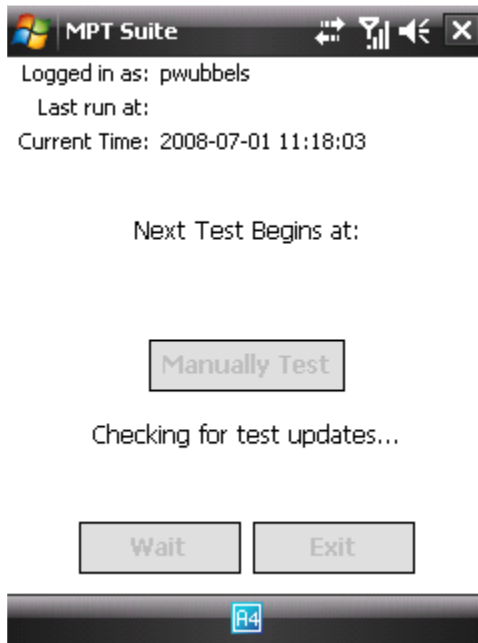 MPT Suite
Logged in as: pwubbels
Last run at:
Current Time: 2008-07-01 11:18:03
Next Test Begins at:
Manually Test
Checking for test updates...
Wait Exit
A4